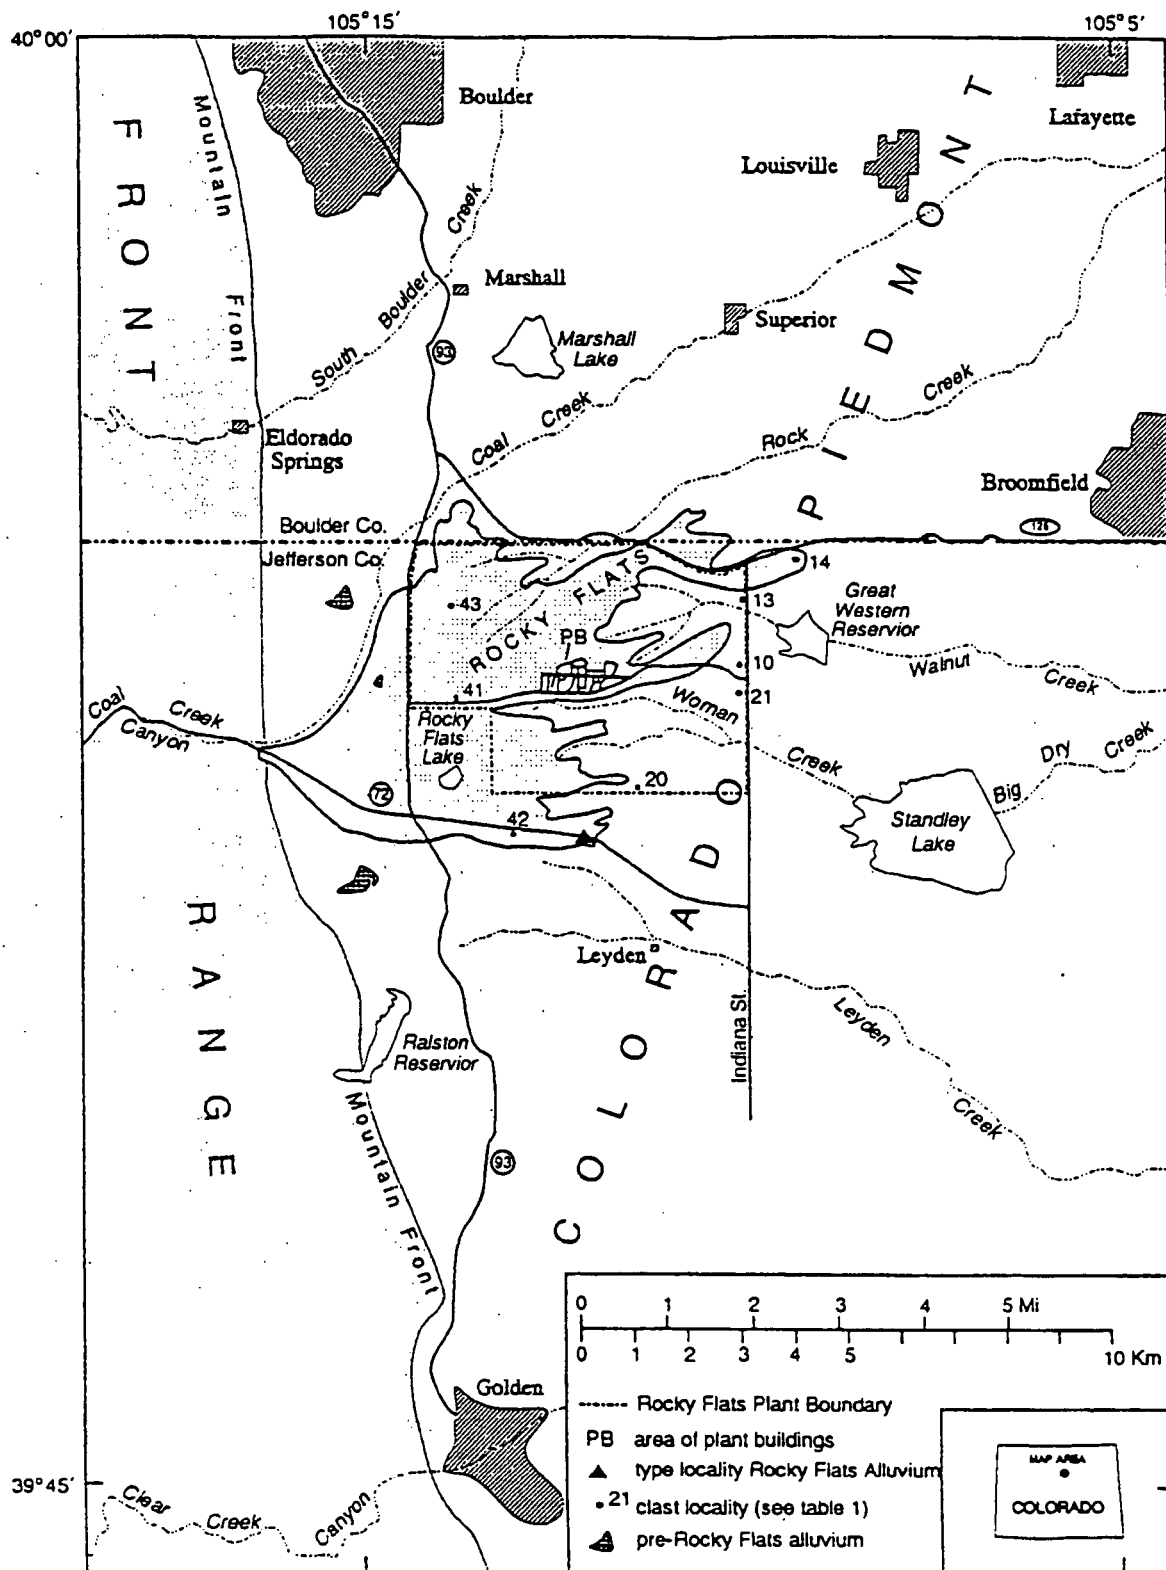 105°15′
105°5′
40°00′
FRONT
Mountain
Front
Boulder
Lafayette
Louisville
Creek
Boulder
South
Marshall
93
Marshall
Lake
Superior
Creek
Coal
Creek
Rock
PIEDMONT
Eldorado
Springs
Broomfield
128
Boulder Co.
Jefferson Co.
ROCKY FLATS
14
13
43
Great
Western
Reservior
PB
10
Walnut
Creek
41
21
Woman
Creek
Coal
Creek
Canyon
Rocky
Flats
Lake
Big Dry Creek
20
72
42
Standley
Lake
RANGE
COLORADO
Leyden
Leyden
Creek
Indiana St.
Ralston
Reservior
Mountain Front
93
Golden
39°45′
Clear
Creek
Canyon
0 1 2 3 4 5 Mi
0 1 2 3 4 5 10 Km
Rocky Flats Plant Boundary
PB area of plant buildings
type locality Rocky Flats Alluvium
21 clast locality (see table 1)
pre-Rocky Flats alluvium
MAP AREA
COLORADO